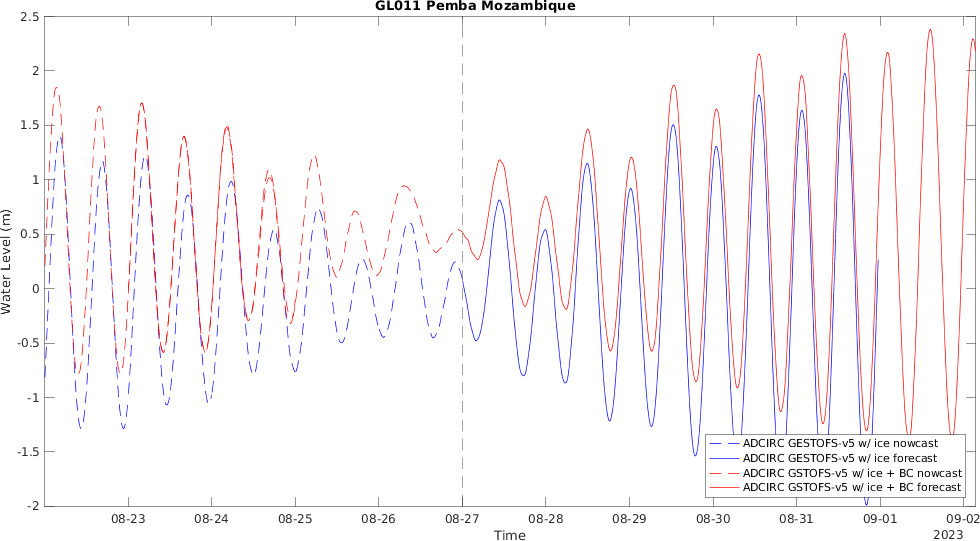 GL011 Pemba Mozambique
2.5
2
1.5
1
0.5
0
-0.5
-1
-1.5
-2
Water Level (m)
ADCIRC GESTOFS-v5 w/ ice nowcast
ADCIRC GESTOFS-v5 w/ ice forecast
ADCIRC GSTOFS-v5 w/ ice + BC nowcast
ADCIRC GSTOFS-v5 w/ ice + BC forecast
08-23 08-24 08-25 08-26 08-27 08-28 08-29 08-30 08-31 09-01 09-02
Time
2023